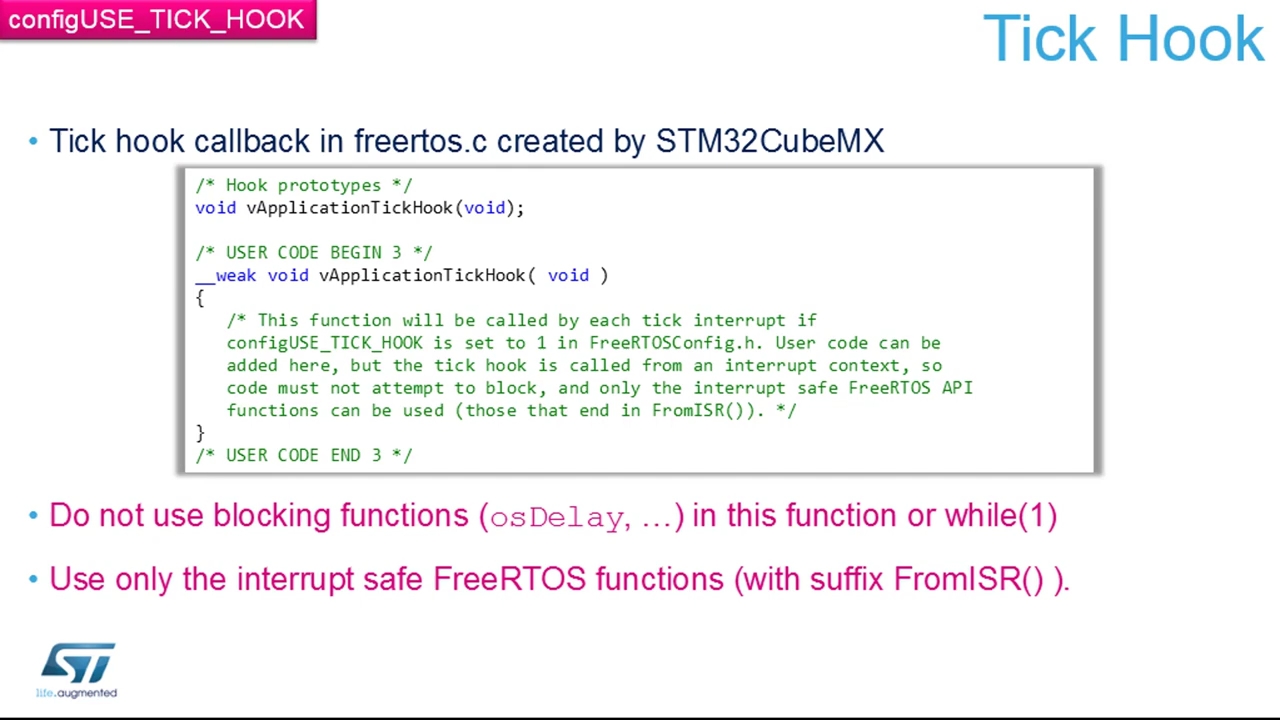 configUSE_TICK_HOOK
Tick Hook
• Tick hook callback in freertos.c created by STM32CubeMX
/* Hook prototypes */
void vApplicationTickHook(void);
/* USER CODE BEGIN 3 */
__weak void vApplicationTickHook( void )
{
/* This function will be called by each tick interrupt if
configUSE_TICK_HOOK is set to 1 in FreeRTOSConfig.h. User code can be
added here, but the tick hook is called from an interrupt context, so
code must not attempt to block, and only the interrupt safe FreeRTOS API
functions can be used (those that end in FromISR()). */
}
/* USER CODE END 3 */
• Do not use blocking functions (osDelay, …) in this function or while(1)
• Use only the interrupt safe FreeRTOS functions (with suffix FromISR() ).
ST
life.augmented